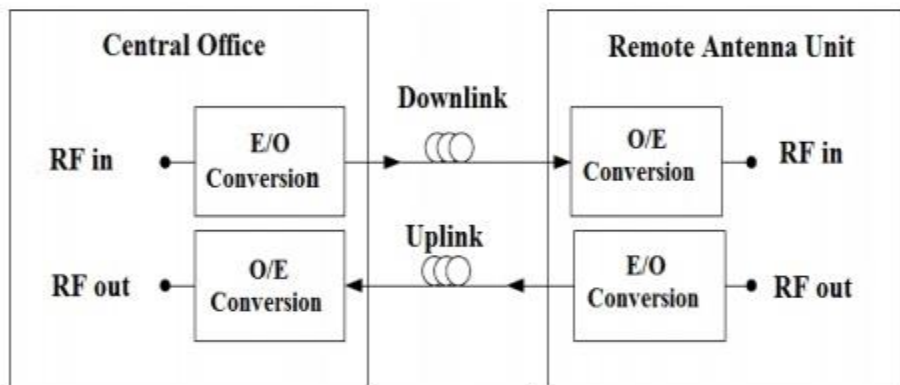 Central Office
Remote Antenna Unit
Downlink
RF in
E/O
Conversion
O/E
Conversion
RF in
Uplink
RF out
O/E
Conversion
E/O
Conversion
RF out